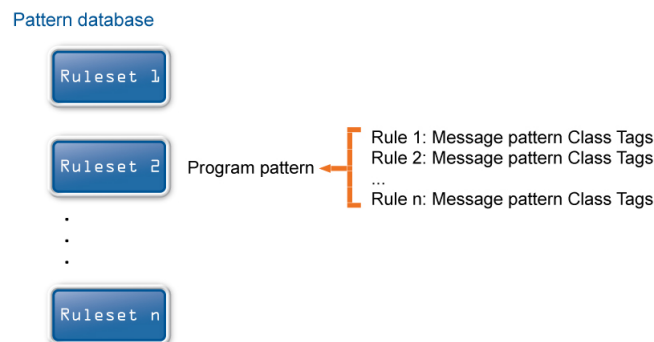 Pattern database
Ruleset 1
Ruleset 2
Program pattern
Rule 1: Message pattern Class Tags
Rule 2: Message pattern Class Tags
...
Rule n: Message pattern Class Tags
.
.
.
Ruleset n